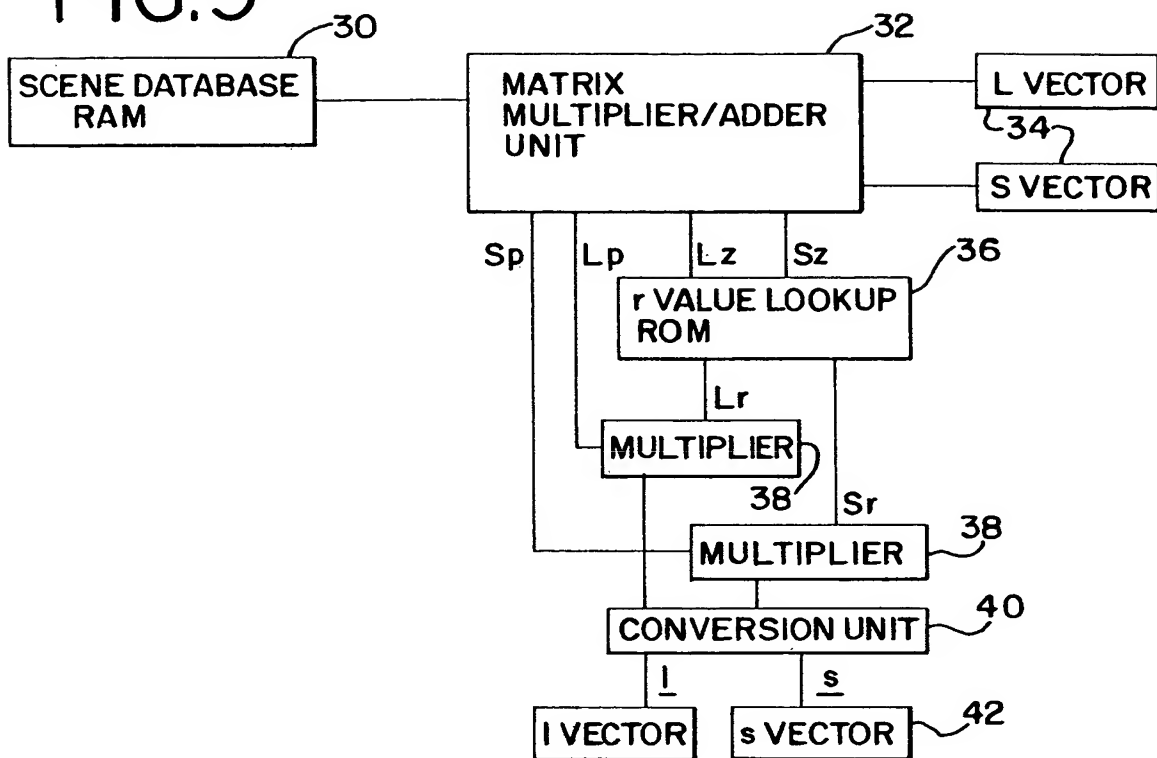 FIG.5
30
32
SCENE DATABASE
RAM
MATRIX
MULTIPLIER/ADDER
UNIT
L VECTOR
34
S VECTOR
Sp
Lp
Lz
Sz
36
r VALUE LOOKUP
ROM
Lr
MULTIPLIER
38
Sr
MULTIPLIER
38
CONVERSION UNIT
40
l
s
l VECTOR
s VECTOR
42